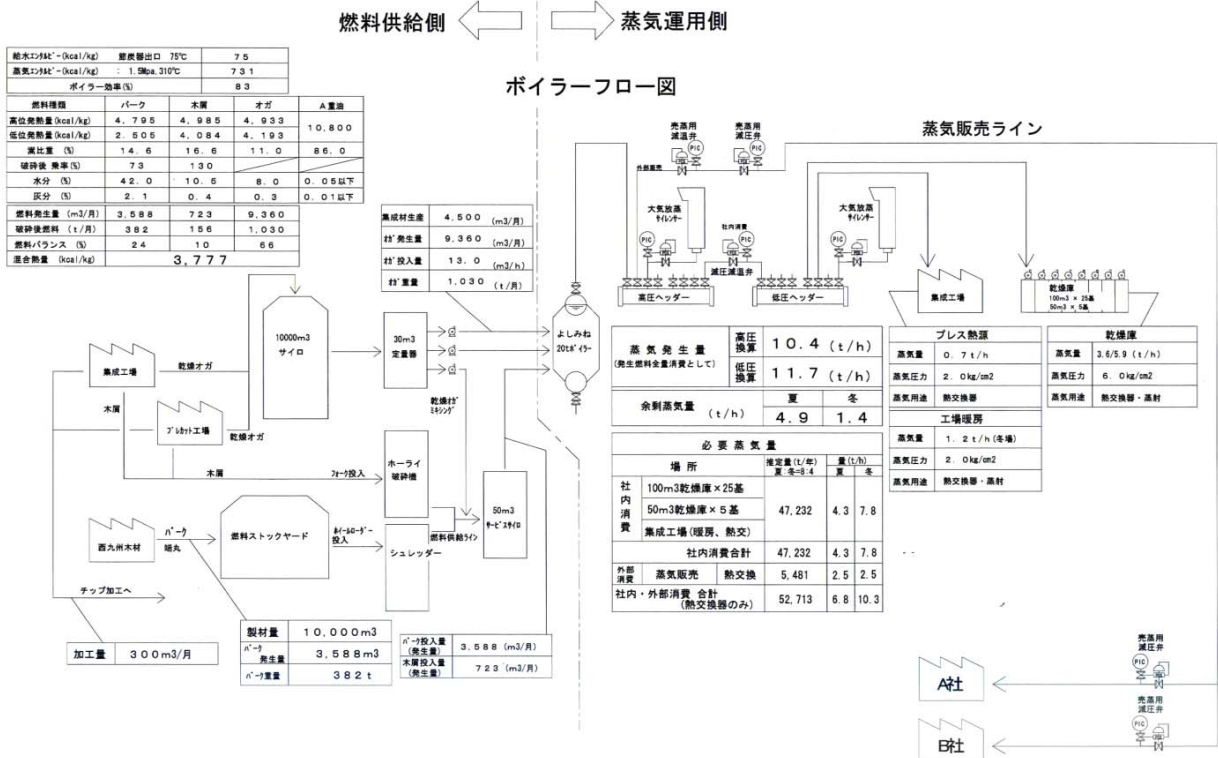 燃料供給側
蒸気運用側
ボイラーフロー図
給水ｴﾝﾀﾙﾋﾟｰ(kcal/kg) 節炭器出口 75℃ 75
蒸気ｴﾝﾀﾙﾋﾟｰ(kcal/kg) : 1.5Mpa.310℃ 731
ボイラー効率(%) 83
燃料種類 バーク 木屑 オガ A重油
高位発熱量(kcal/kg) 4,795 4,985 4,933 10,800
低位発熱量(kcal/kg) 2.505 4,084 4,193
嵩比重 (%) 14.6 16.6 11.0 86.0
破砕後 乗率(%) 73 130
水分 (%) 42.0 10.5 8.0 0.05以下
灰分 (%) 2.1 0.4 0.3 0.01以下
燃料発生量 (m3/月) 3,588 723 9,360
破砕後燃料 (t/月) 382 156 1,030
燃料バランス (%) 24 10 66
混合熱量 (kcal/kg) 3,777
集成材生産 4,500 (m3/月)
ｵｶﾞ発生量 9,360 (m3/月)
ｵｶﾞ投入量 13.0 (m3/h)
ｵｶﾞ重量 1,030 (t/月)
売蒸用
減温弁
PIC
売蒸用
減圧弁
PIC
蒸気販売ライン
外部販売
大気放蒸
サイレンサー
PIC
社内消費
PIC
減圧減温弁
大気放蒸
サイレンサー
PIC
高圧ヘッダー
低圧ヘッダー
集成工場
乾燥庫
100m3 × 25基
50m3 × 5基
10000m3
サイロ
30m3
定量器
よしみね
20tﾎﾞｲﾗｰ
集成工場
乾燥オガ
木屑
ﾌﾟﾚｶｯﾄ工場
乾燥オガ
乾燥ｵｶﾞ
ﾐｷｼﾝｸﾞ
木屑
ﾌｫｰｸ投入
ホーライ
破砕機
50m3
ｻｰﾋﾞｽｻｲﾛ
西九州木材
バーク
端丸
燃料ストックヤード
ﾎｲｰﾙﾛｰﾀﾞｰ
投入
シュレッダー
燃料供給ﾗｲﾝ
チップ加工へ
加工量 300m3/月
製材量 10,000m3
ﾊﾞｰｸ
発生量 3,588m3
ﾊﾞｰｸ重量 382t
ﾊﾞｰｸ投入量
(発生量) 3,588 (m3/月)
木屑投入量
(発生量) 723 (m3/月)
蒸気発生量
(発生燃料全量消費として)
高圧
換算 10.4 (t/h)
低圧
換算 11.7 (t/h)
余剰蒸気量 (t/h) 夏 冬
4.9 1.4
必要蒸気量
場所 推定量(t/年) 量(t/h)
夏:冬=8:4 夏 冬
社内消費
100m3乾燥庫×25基
50m3乾燥庫×5基 47,232 4.3 7.8
集成工場(暖房、熱交)
社内消費合計 47,232 4.3 7.8
外部
消費 蒸気販売 熱交換 5,481 2.5 2.5
社内・外部消費 合計
(熱交換器のみ) 52,713 6.8 10.3
プレス熱源
蒸気量 0.7t/h
蒸気圧力 2.0kg/cm2
蒸気用途 熱交換器
工場暖房
蒸気量 1.2t/h(冬場)
蒸気圧力 2.0kg/cm2
蒸気用途 熱交換器・蒸射
乾燥庫
蒸気量 3.6/5.9 (t/h)
蒸気圧力 6.0kg/cm2
蒸気用途 熱交換器・蒸射
売蒸用
減圧弁
PIC
A社
売蒸用
減圧弁
PIC
B社